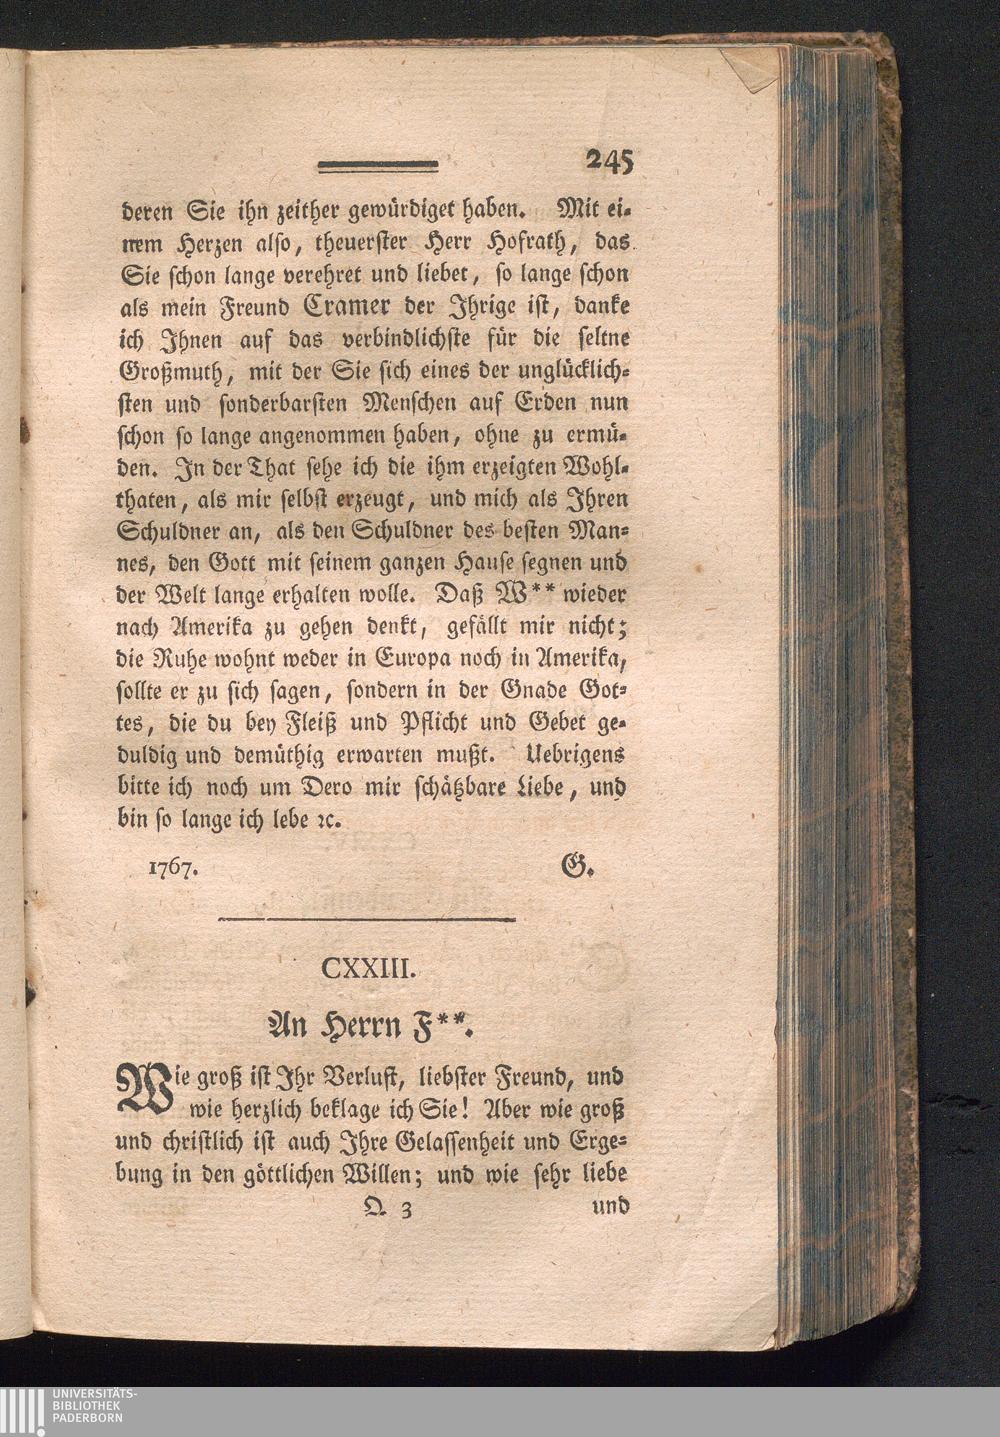 245
deren Sie ihn zeither gewürdiget haben. Mit ei-
nem Herzen also, theuerster Herr Hofrath, das
Sie schon lange verehret und liebet, so lange schon
als mein Freund Cramer der Ihrige ist, danke
ich Ihnen auf das verbindlichste für die seltne
Großmuth, mit der Sie sich eines der unglücklich-
sten und sonderbarsten Menschen auf Erden nun
schon so lange angenommen haben, ohne zu ermü-
den. In der That sehe ich die ihm erzeigten Wohl-
thaten, als mir selbst erzeugt, und mich als Ihren
Schuldner an, als den Schuldner des besten Man-
nes, den Gott mit seinem ganzen Hause segnen und
der Welt lange erhalten wolle. Daß W** wieder
nach Amerika zu gehen denkt, gefällt mir nicht;
die Ruhe wohnt weder in Europa noch in Amerika,
sollte er zu sich sagen, sondern in der Gnade Got-
tes, die du bey Fleiß und Pflicht und Gebet ge-
duldig und demüthig erwarten mußt. Uebrigens
bitte ich noch um Dero mir schätzbare Liebe, und
bin so lange ich lebe ꝛc.
1767. G.
CXXIII.
An Herrn F**.
Wie groß ist Ihr Verlust, liebster Freund, und
wie herzlich beklage ich Sie! Aber wie groß
und christlich ist auch Ihre Gelassenheit und Erge-
bung in den göttlichen Willen; und wie sehr liebe
Q 3 und
UNIVERSITÄTS-
BIBLIOTHEK
PADERBORN